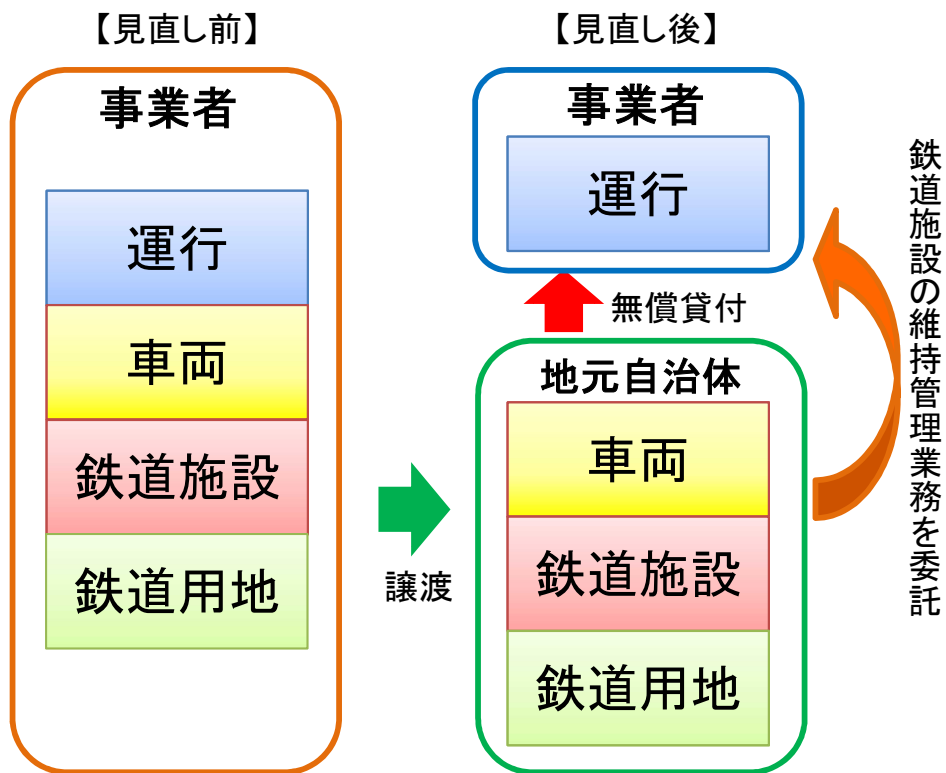 【見直し前】
事業者
運行
車両
鉄道施設
鉄道用地
譲渡
【見直し後】
事業者
運行
無償貸付
地元自治体
車両
鉄道施設
鉄道用地
鉄道施設の維持管理業務を委託